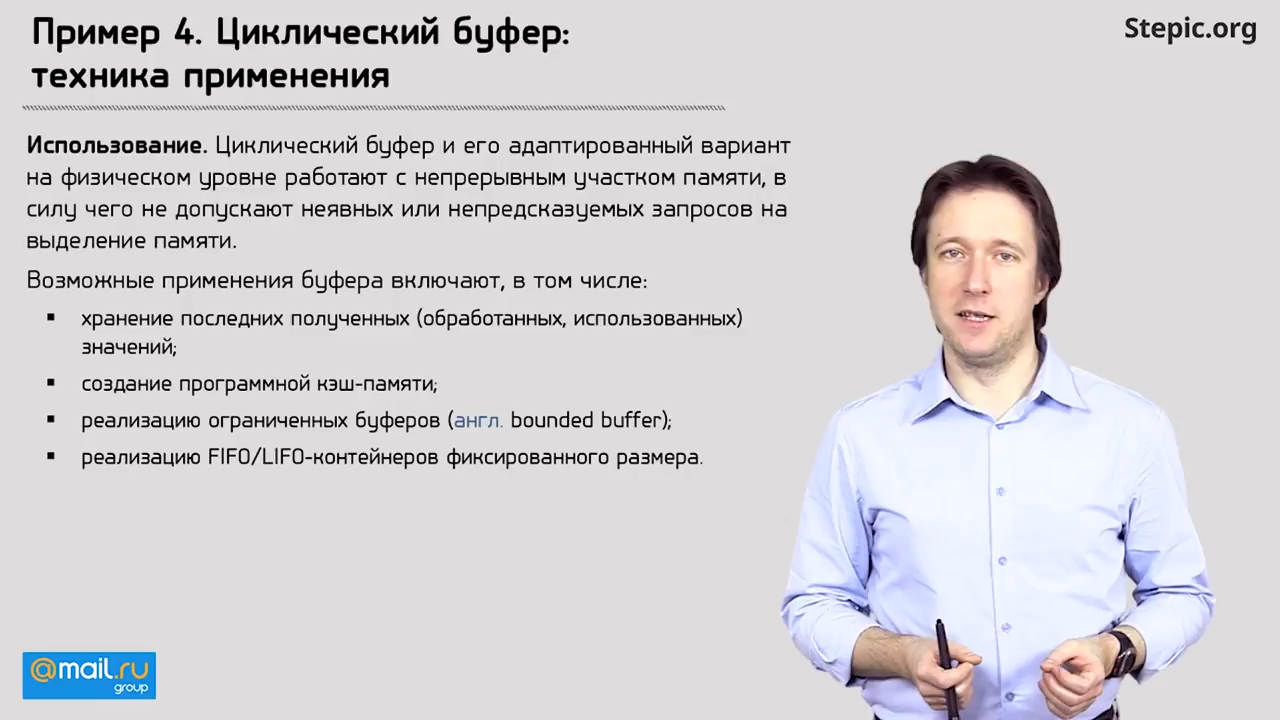 Пример 4. Циклический буфер:
техника применения
Stepic.org
Использование. Циклический буфер и его адаптированный вариант
на физическом уровне работают с непрерывным участком памяти, в
силу чего не допускают неявных или непредсказуемых запросов на
выделение памяти.
Возможные применения буфера включают, в том числе:
▪ хранение последних полученных (обработанных, использованных)
значений;
▪ создание программной кэш-памяти;
▪ реализацию ограниченных буферов (англ. bounded buffer);
▪ реализацию FIFO/LIFO-контейнеров фиксированного размера.
@mail.ru
group